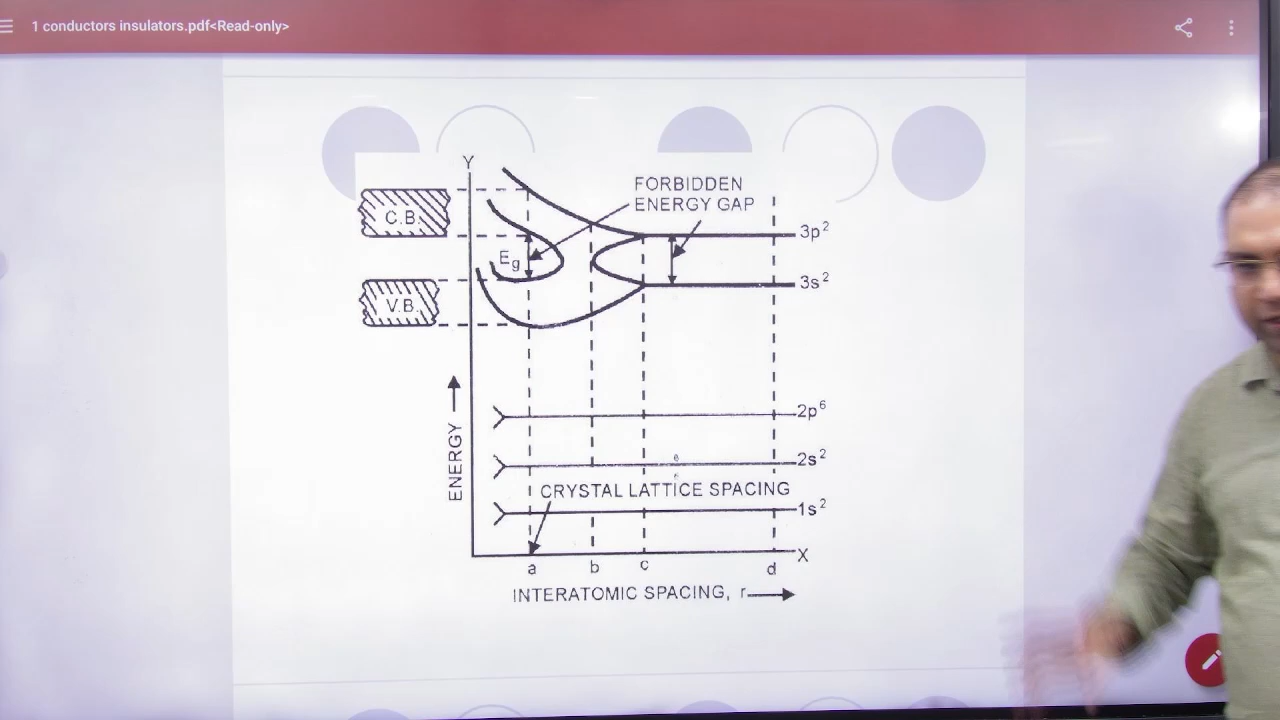 1 conductors insulators.pdf<Read-only>
Y
FORBIDDEN
ENERGY GAP
C.B.
3p²
Eg
3s²
V.B.
2p⁶
2s²
ENERGY
CRYSTAL LATTICE SPACING
1s²
X
a b c d
INTERATOMIC SPACING, r